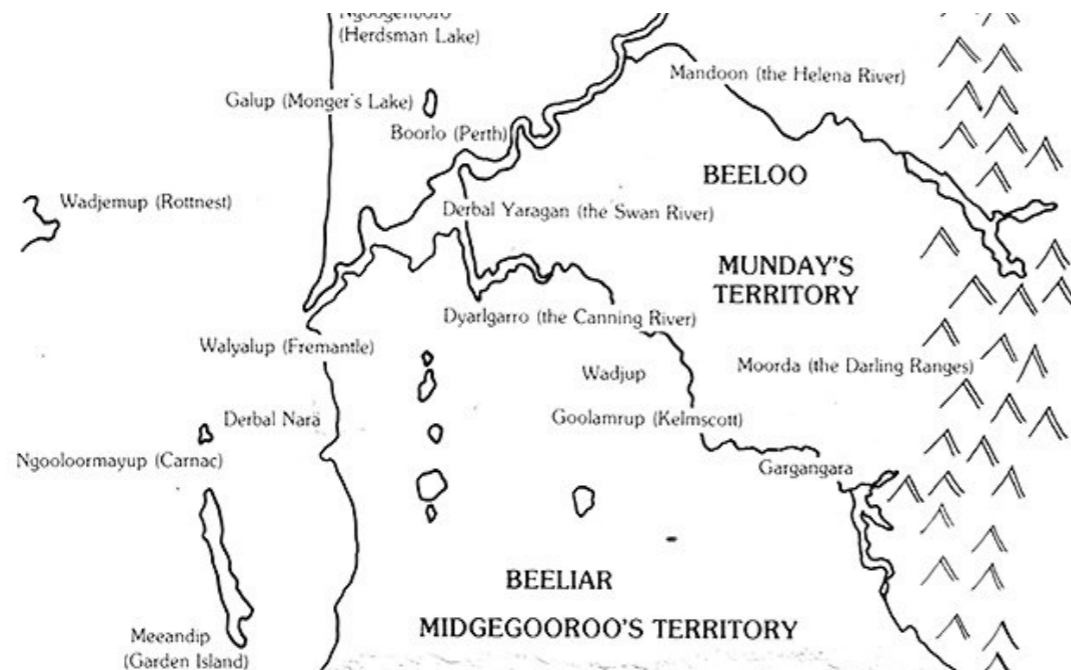 Ngoogenboro
(Herdsman Lake)
Mandoon (the Helena River)
Galup (Monger's Lake)
Boorlo (Perth)
BEELOO
Wadjemup (Rottnest)
Derbal Yaragan (the Swan River)
MUNDAY'S
TERRITORY
Dyarlgarro (the Canning River)
Walyalup (Fremantle)
Moorda (the Darling Ranges)
Wadjup
Derbal Nara
Goolamrup (Kelmscott)
Ngooloormayup (Carnac)
Gargangara
BEELIAR
MIDGEGOOROO'S TERRITORY
Meeandip
(Garden Island)